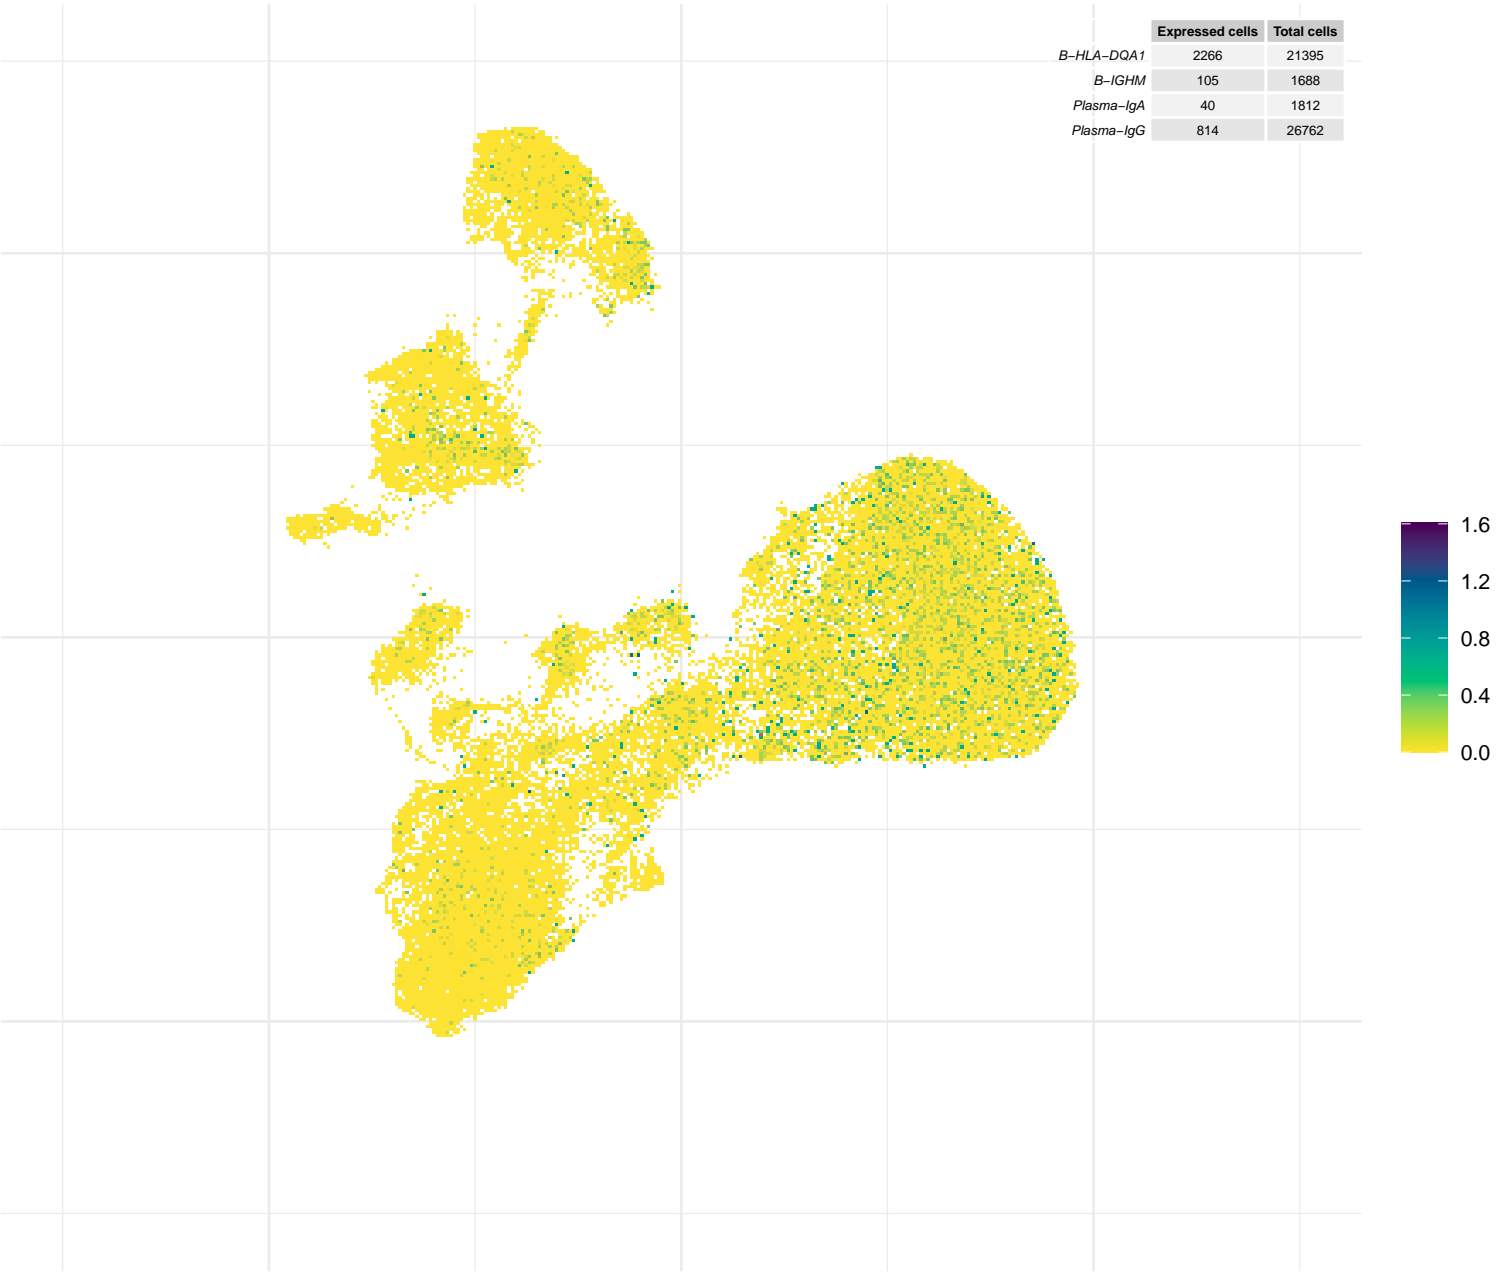 Expressed cells Total cells
B−HLA−DQA1 2266 21395
B−IGHM 105 1688
Plasma−IgA 40 1812
Plasma−IgG 814 26762
1.6
1.2
0.8
0.4
0.0